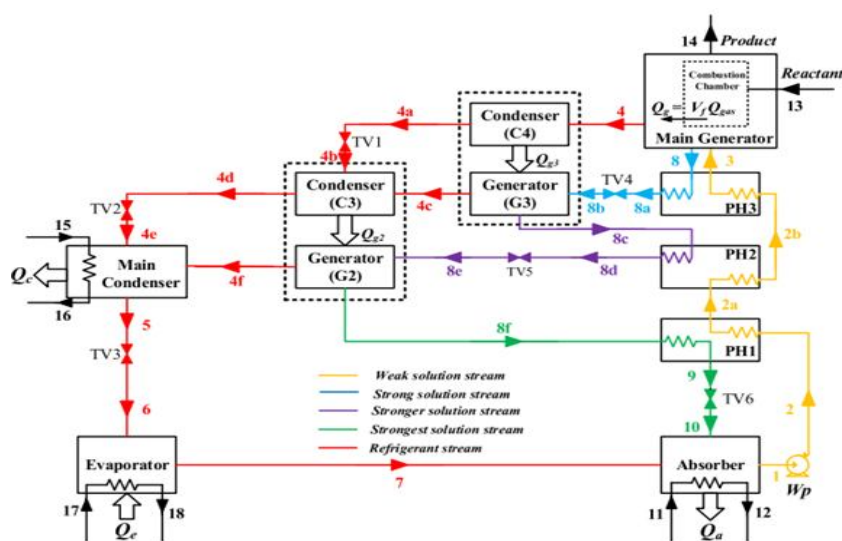 14
Product
Combustion
Chamber
Reactant
13
Qg = Vf Qgas
Main Generator
4a
4
Condenser
(C4)
TV1
4b
Qg3
8
3
4d
Condenser
(C3)
4c
Generator
(G3)
TV4
8b
8a
PH3
TV2
15
4e
Qg2
8c
2b
Qc
Main
Condenser
4f
Generator
(G2)
8e
TV5
8d
PH2
16
2a
5
8f
PH1
TV3
9
Weak solution stream
Strong solution stream
Stronger solution stream
Strongest solution stream
Refrigerant stream
TV6
2
6
10
Evaporator
7
Absorber
1
Wp
17
18
Qe
11
12
Qa